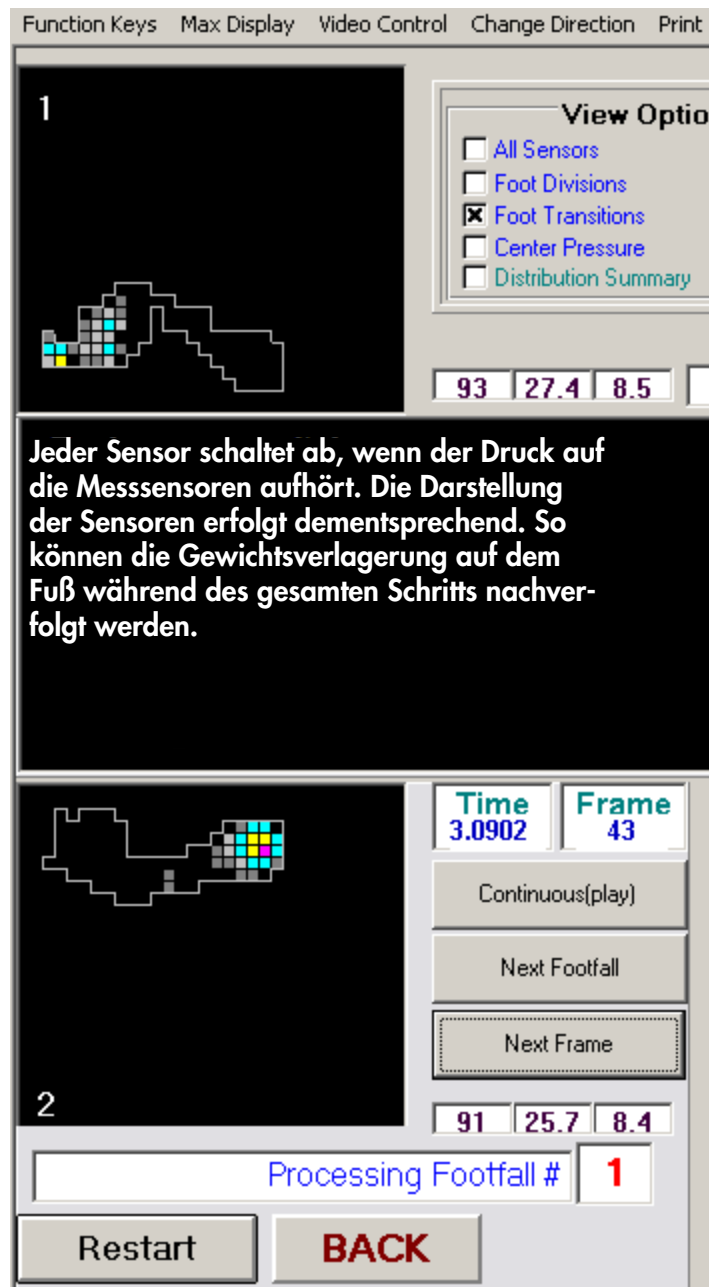 Function Keys Max Display Video Control Change Direction Print
1
View Optio
All Sensors
Foot Divisions
Foot Transitions
Center Pressure
Distribution Summary
93 27.4 8.5
Jeder Sensor schaltet ab, wenn der Druck auf
die Messsensoren aufhört. Die Darstellung
der Sensoren erfolgt dementsprechend. So
können die Gewichtsverlagerung auf dem
Fuß während des gesamten Schritts nachver-
folgt werden.
Time Frame
3.0902 43
Continuous(play)
Next Footfall
Next Frame
2
91 25.7 8.4
Processing Footfall # 1
Restart BACK